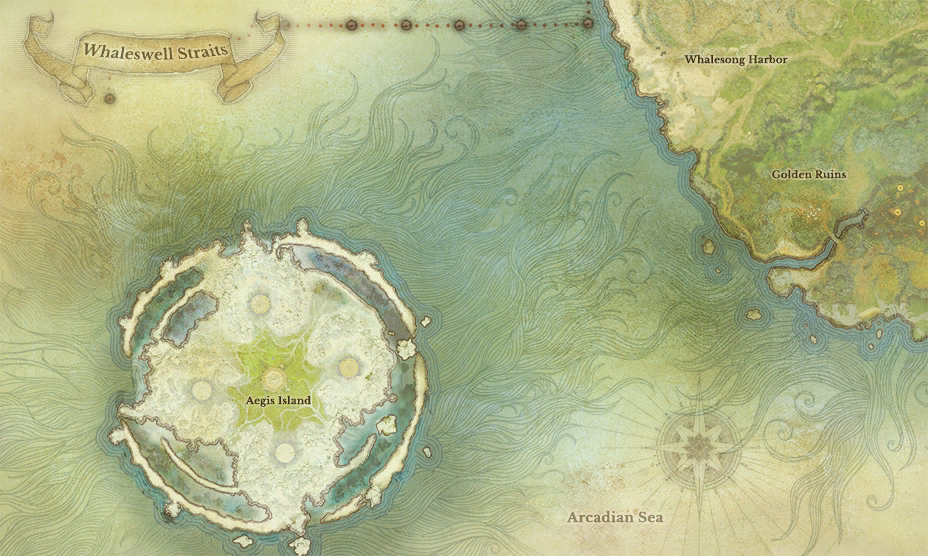 Whaleswell Straits
Whalesong Harbor
Golden Ruins
Aegis Island
Arcadian Sea